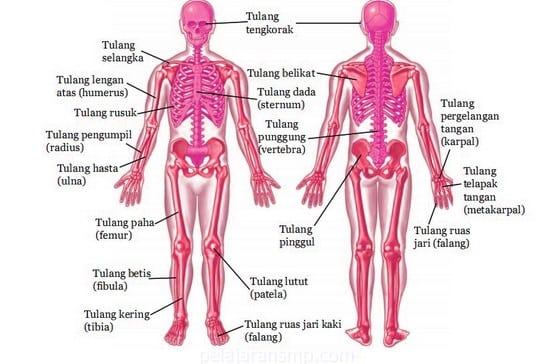 Tulang
tengkorak
Tulang
selangka
Tulang lengan
atas (humerus)
Tulang rusuk
Tulang pengumpil
(radius)
Tulang hasta
(ulna)
Tulang paha
(femur)
Tulang betis
(fibula)
Tulang kering
(tibia)
Tulang belikat
Tulang dada
(sternum)
Tulang
punggung
(vertebra)
Tulang
pinggul
Tulang lutut
(patela)
Tulang ruas jari kaki
(falang)
Tulang
pergelangan
tangan
(karpal)
Tulang
telapak
tangan
(metakarpal)
Tulang ruas
jari (falang)
pelajaransmp.com